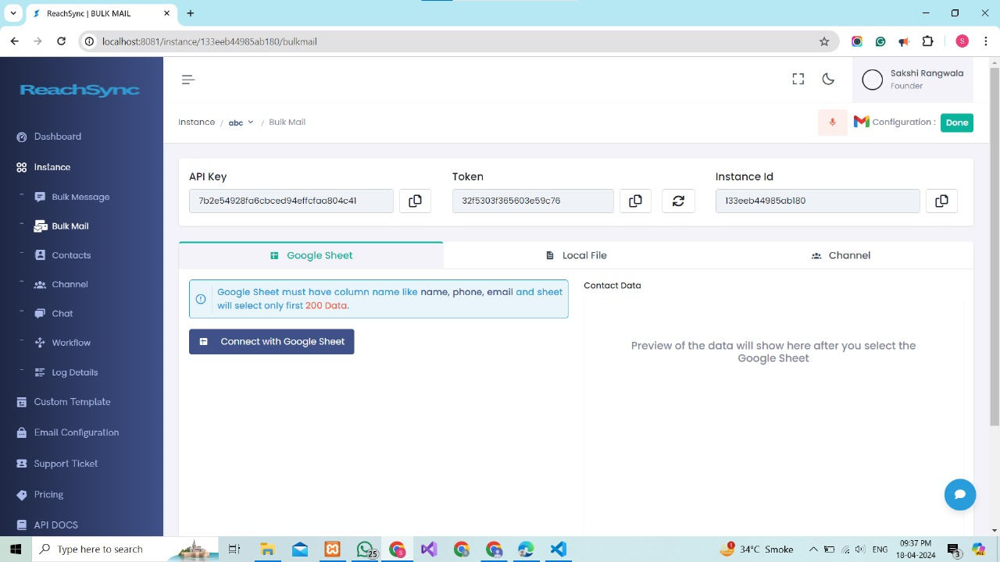 ReachSync | BULK MAIL
localhost:8081/instance/133eeb44985ab180/bulkmail
S
ReachSync
Sakshi Rangwala
Founder
Instance / abc / Bulk Mail
Configuration : Done
Dashboard
Instance
Bulk Message
Bulk Mail
Contacts
Channel
Chat
Workflow
Log Details
Custom Template
Email Configuration
Support Ticket
Pricing
API DOCS
API Key
Token
Instance Id
7b2e54928fa6cbced94effcfaa804c41
32f5303f365603e59c76
133eeb44985ab180
Google Sheet
Local File
Channel
Google Sheet must have column name like name, phone, email and sheet
will select only first 200 Data.
Connect with Google Sheet
Contact Data
Preview of the data will show here after you select the
Google Sheet
Type here to search
25
34°C Smoke
ENG
09:37 PM
18-04-2024
3